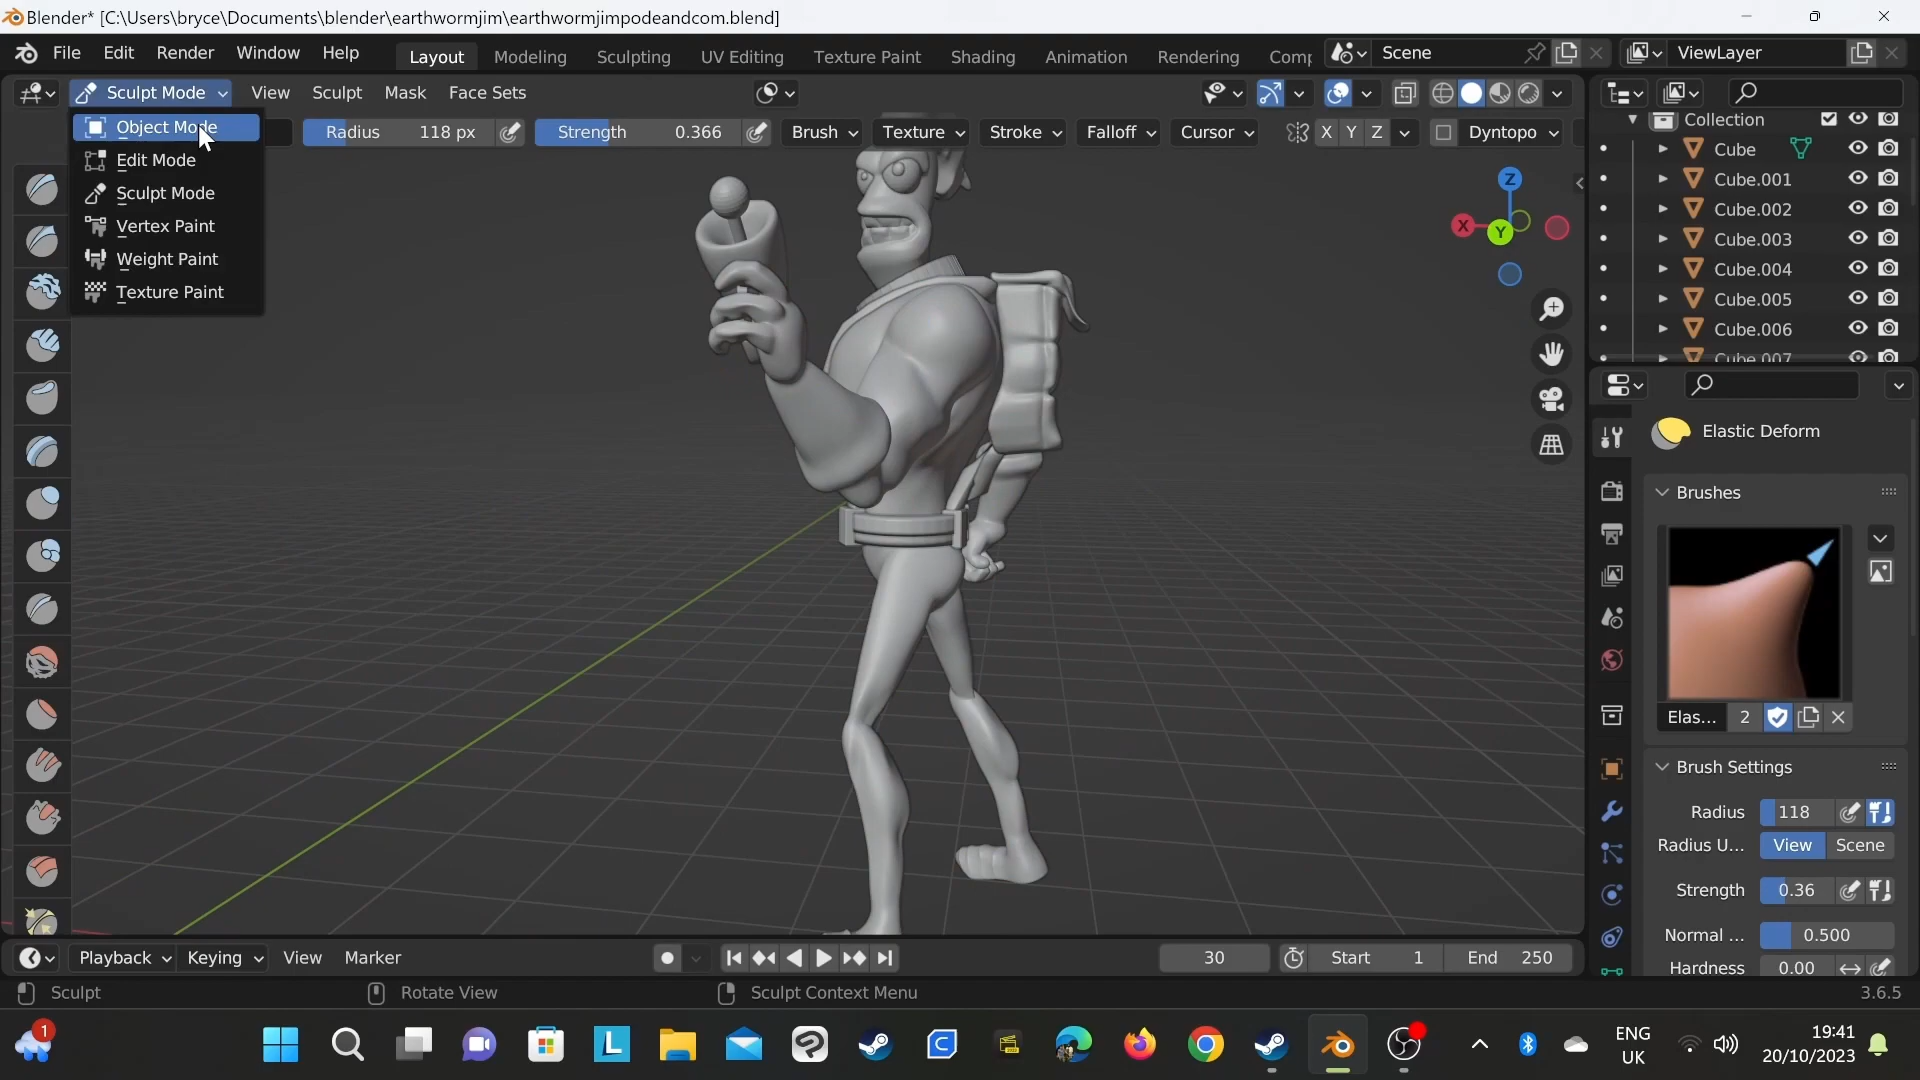 Blender* [C:\Users\bryce\Documents\blender\earthwormjim\earthwormjimpodeandcom.blend]
File Edit Render Window Help Layout Modeling Sculpting UV Editing Texture Paint Shading Animation Rendering Comp Scene ViewLayer
Sculpt Mode View Sculpt Mask Face Sets
Object Mode Radius 118 px Strength 0.366 Brush Texture Stroke Falloff Cursor X Y Z Dyntopo
Edit Mode
Sculpt Mode
Vertex Paint
Weight Paint
Texture Paint
Z
X
Y
Collection
Cube
Cube.001
Cube.002
Cube.003
Cube.004
Cube.005
Cube.006
Cube.007
Elastic Deform
Brushes
Elas... 2
Brush Settings
Radius 118
Radius U... View Scene
Strength 0.36
Normal ... 0.500
Hardness 0.00
Playback Keying View Marker 30 Start 1 End 250
Sculpt Rotate View Sculpt Context Menu 3.6.5
1
L
C
ENG
UK
19:41
20/10/2023